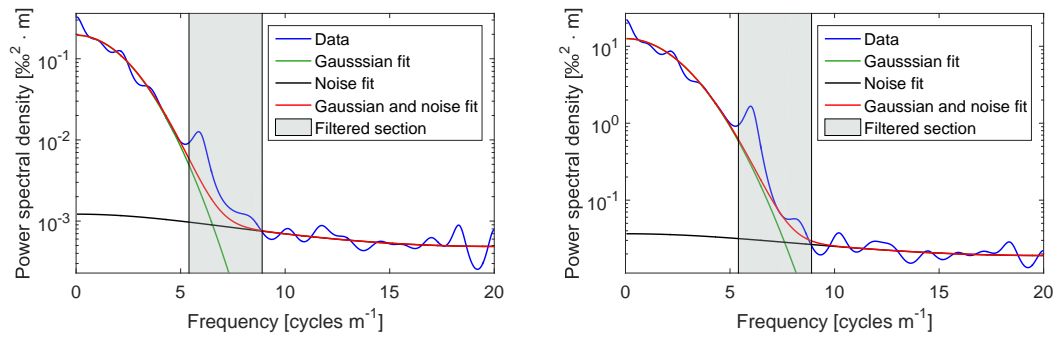 Power spectral density [‰² · m]
10⁻¹
10⁻²
10⁻³
Data
Gausssian fit
Noise fit
Gaussian and noise fit
Filtered section
0 5 10 15 20
Frequency [cycles m⁻¹]
Power spectral density [‰² · m]
10¹
10⁰
10⁻¹
Data
Gausssian fit
Noise fit
Gaussian and noise fit
Filtered section
0 5 10 15 20
Frequency [cycles m⁻¹]